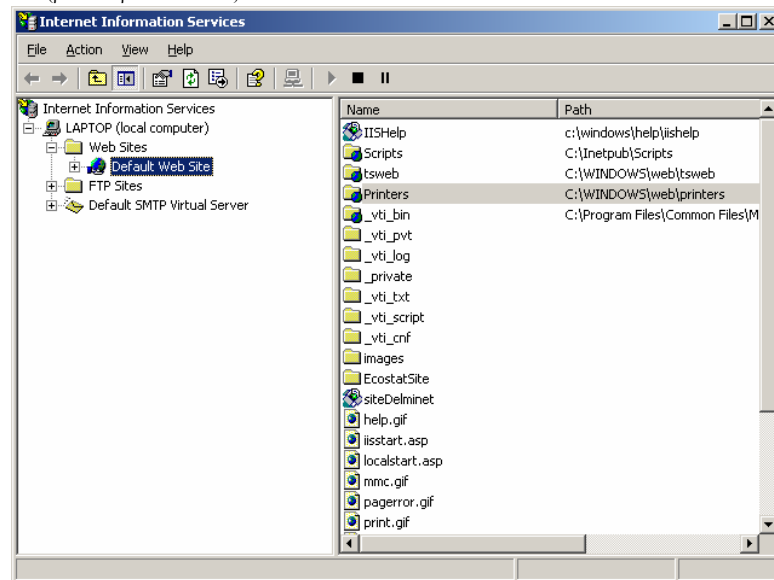 Internet Information Services
File Action View Help
Internet Information Services
LAPTOP (local computer)
Web Sites
Default Web Site
FTP Sites
Default SMTP Virtual Server
Name Path
IISHelp c:\windows\help\iishelp
Scripts C:\Inetpub\Scripts
tsweb C:\WINDOWS\web\tsweb
Printers C:\WINDOWS\web\printers
_vti_bin C:\Program Files\Common Files\M
_vti_pvt
_vti_log
_private
_vti_txt
_vti_script
_vti_cnf
images
EcostatSite
siteDelminet
help.gif
iisstart.asp
localstart.asp
mmc.gif
pagerror.gif
print.gif